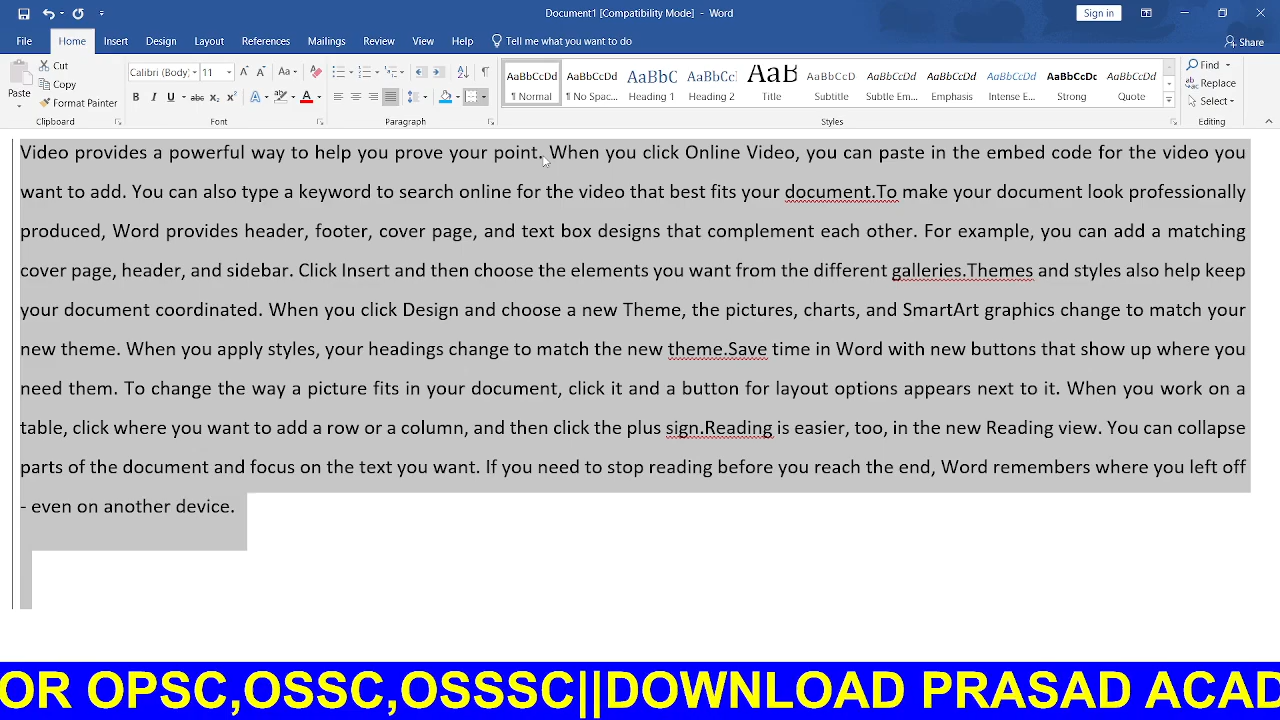 Document1 [Compatibility Mode] - Word
Sign in
File Home Insert Design Layout References Mailings Review View Help Tell me what you want to do Share
Paste
Cut
Copy
Format Painter
Clipboard
Calibri (Body) 11
Font
Paragraph
AaBbCcDd AaBbCcDd AaBbC AaBbCc AaB AaBbCcD AaBbCcDd AaBbCcDd AaBbCcDd AaBbCcDc AaBbCcDd
¶ Normal ¶ No Spac... Heading 1 Heading 2 Title Subtitle Subtle Em... Emphasis Intense E... Strong Quote
Styles
Find
Replace
Select
Editing
Video provides a powerful way to help you prove your point. When you click Online Video, you can paste in the embed code for the video you
want to add. You can also type a keyword to search online for the video that best fits your document.To make your document look professionally
produced, Word provides header, footer, cover page, and text box designs that complement each other. For example, you can add a matching
cover page, header, and sidebar. Click Insert and then choose the elements you want from the different galleries.Themes and styles also help keep
your document coordinated. When you click Design and choose a new Theme, the pictures, charts, and SmartArt graphics change to match your
new theme. When you apply styles, your headings change to match the new theme.Save time in Word with new buttons that show up where you
need them. To change the way a picture fits in your document, click it and a button for layout options appears next to it. When you work on a
table, click where you want to add a row or a column, and then click the plus sign.Reading is easier, too, in the new Reading view. You can collapse
parts of the document and focus on the text you want. If you need to stop reading before you reach the end, Word remembers where you left off
- even on another device.
OR OPSC,OSSC,OSSSC||DOWNLOAD PRASAD ACAD